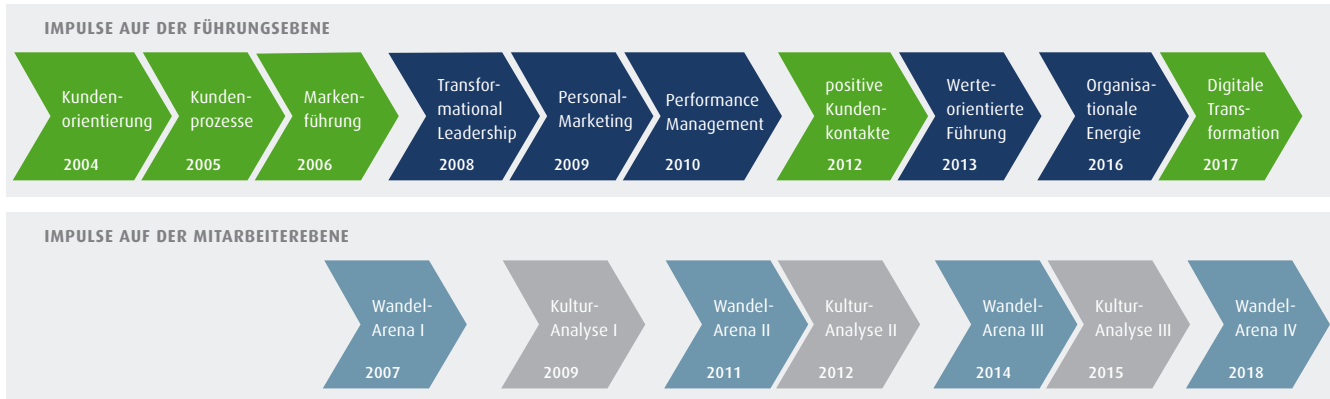 IMPULSE AUF DER FÜHRUNGSEBENE
Kunden-
orientierung
2004
Kunden-
prozesse
2005
Marken-
führung
2006
Transfor-
mational
Leadership
2008
Personal-
Marketing
2009
Performance
Management
2010
positive
Kunden-
kontakte
2012
Werte-
orientierte
Führung
2013
Organisa-
tionale
Energie
2016
Digitale
Trans-
formation
2017
IMPULSE AUF DER MITARBEITEREBENE
Wandel-
Arena I
2007
Kultur-
Analyse I
2009
Wandel-
Arena II
2011
Kultur-
Analyse II
2012
Wandel-
Arena III
2014
Kultur-
Analyse III
2015
Wandel-
Arena IV
2018